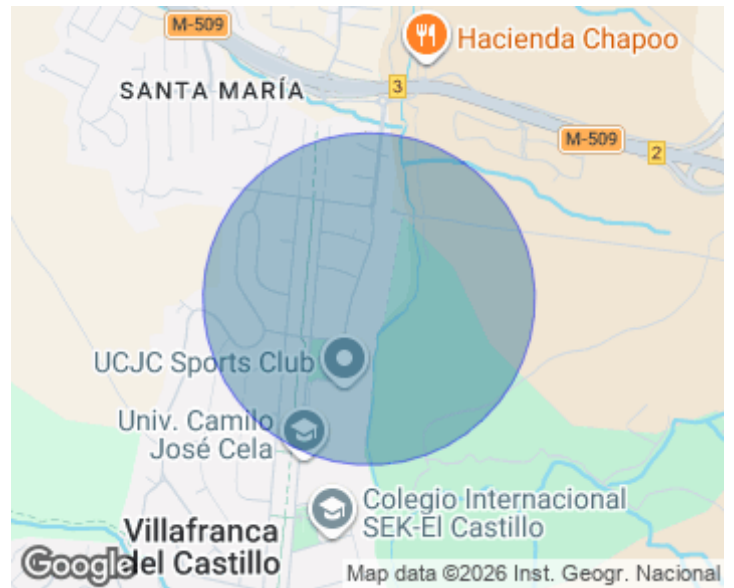 M-509
Hacienda Chapoo
SANTA MARÍA
3
M-509
2
UCJC Sports Club
Univ. Camilo
José Cela
Colegio Internacional
SEK-El Castillo
Villafranca
del Castillo
Google
Map data ©2026 Inst. Geogr. Nacional